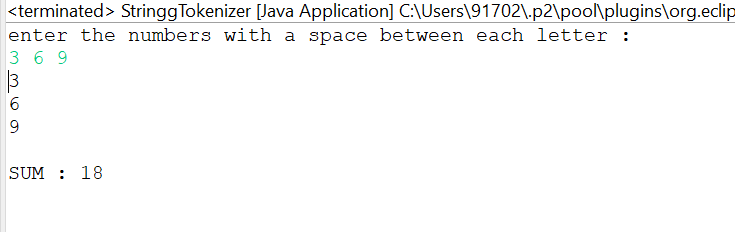 <terminated> StringgTokenizer [Java Application] C:\Users\91702\.p2\pool\plugins\org.eclip
enter the numbers with a space between each letter :
3 6 9
3
6
9
SUM : 18